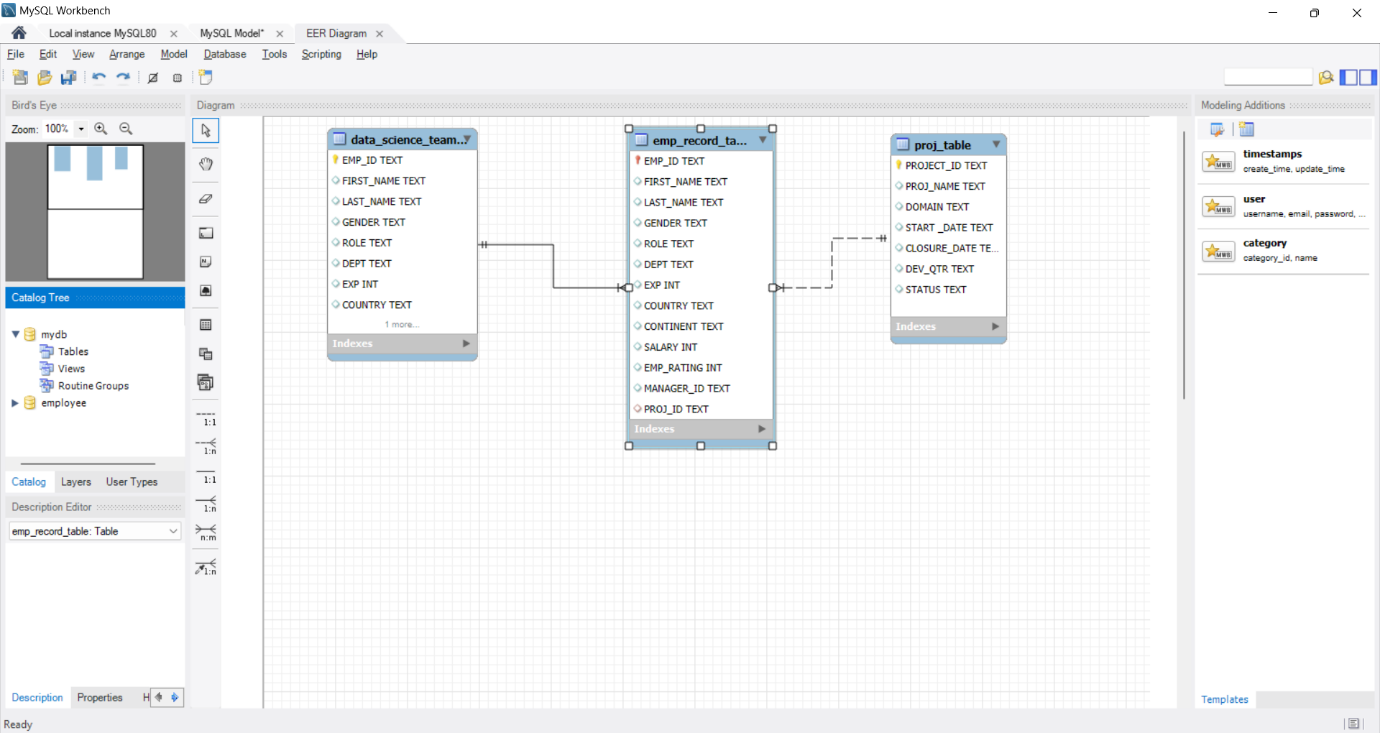 MySQL Workbench
Local instance MySQL80
MySQL Model*
EER Diagram
File Edit View Arrange Model Database Tools Scripting Help
Bird's Eye
Zoom: 100%
Catalog Tree
mydb
Tables
Views
Routine Groups
employee
Catalog Layers User Types
Description Editor
emp_record_table: Table
Description Properties H
Ready
1:1
1:n
1:1
1:n
n:m
1:n
Diagram
data_science_team...
EMP_ID TEXT
FIRST_NAME TEXT
LAST_NAME TEXT
GENDER TEXT
ROLE TEXT
DEPT TEXT
EXP INT
COUNTRY TEXT
1 more...
Indexes
emp_record_ta...
EMP_ID TEXT
FIRST_NAME TEXT
LAST_NAME TEXT
GENDER TEXT
ROLE TEXT
DEPT TEXT
EXP INT
COUNTRY TEXT
CONTINENT TEXT
SALARY INT
EMP_RATING INT
MANAGER_ID TEXT
PROJ_ID TEXT
Indexes
proj_table
PROJECT_ID TEXT
PROJ_NAME TEXT
DOMAIN TEXT
START _DATE TEXT
CLOSURE_DATE TE...
DEV_QTR TEXT
STATUS TEXT
Indexes
Modeling Additions
MWB
timestamps
create_time, update_time
MWB
user
username, email, password, ...
MWB
category
category_id, name
Templates